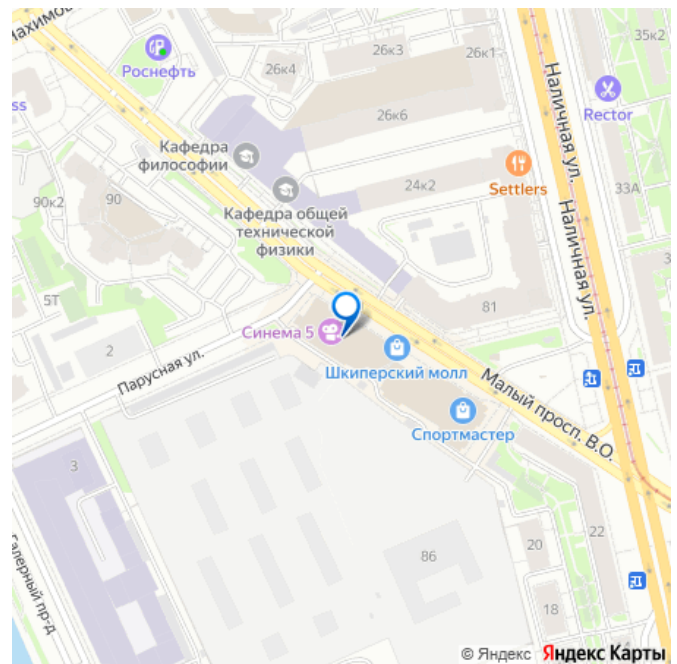 Нахимов
Роснефть
26к4
26к3
26к1
35к2
ess
26к6
Наличная ул.
Rector
Кафедра
философии
Settlers
24к2
33А
90к2
90
Кафедра общей
технической
физики
Наличная ул.
5Т
81
Синема 5
2
Парусная ул.
Шкиперский молл
Малый просп. В.О.
Спортмастер
3
22
20
86
18
Галерный пр-д
© Яндекс Яндекс Карты